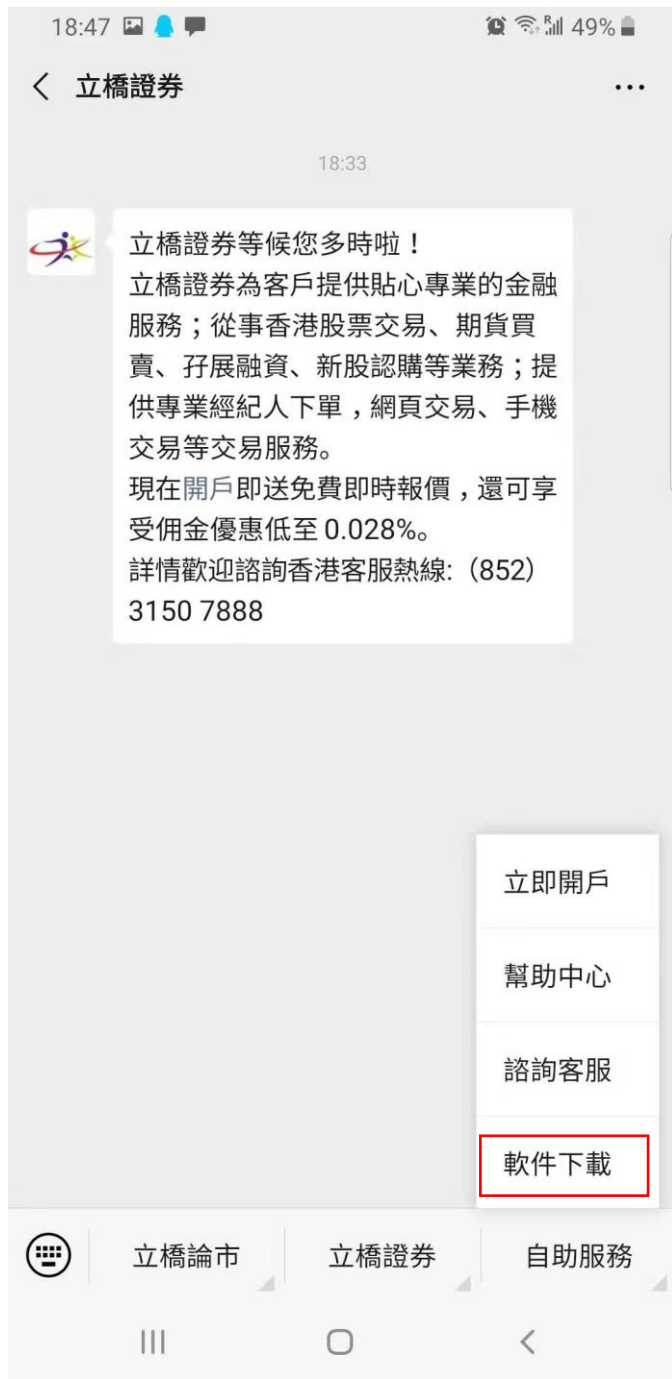 18:47
49%
立橋證券
18:33
立橋證券等候您多時啦！
立橋證券為客戶提供貼心專業的金融
服務；從事香港股票交易、期貨買
賣、孖展融資、新股認購等業務；提
供專業經紀人下單，網頁交易、手機
交易等交易服務。
現在開戶即送免費即時報價，還可享
受佣金優惠低至 0.028%。
詳情歡迎諮詢香港客服熱線:（852）
3150 7888
立即開戶
幫助中心
諮詢客服
軟件下載
立橋論市
立橋證券
自助服務